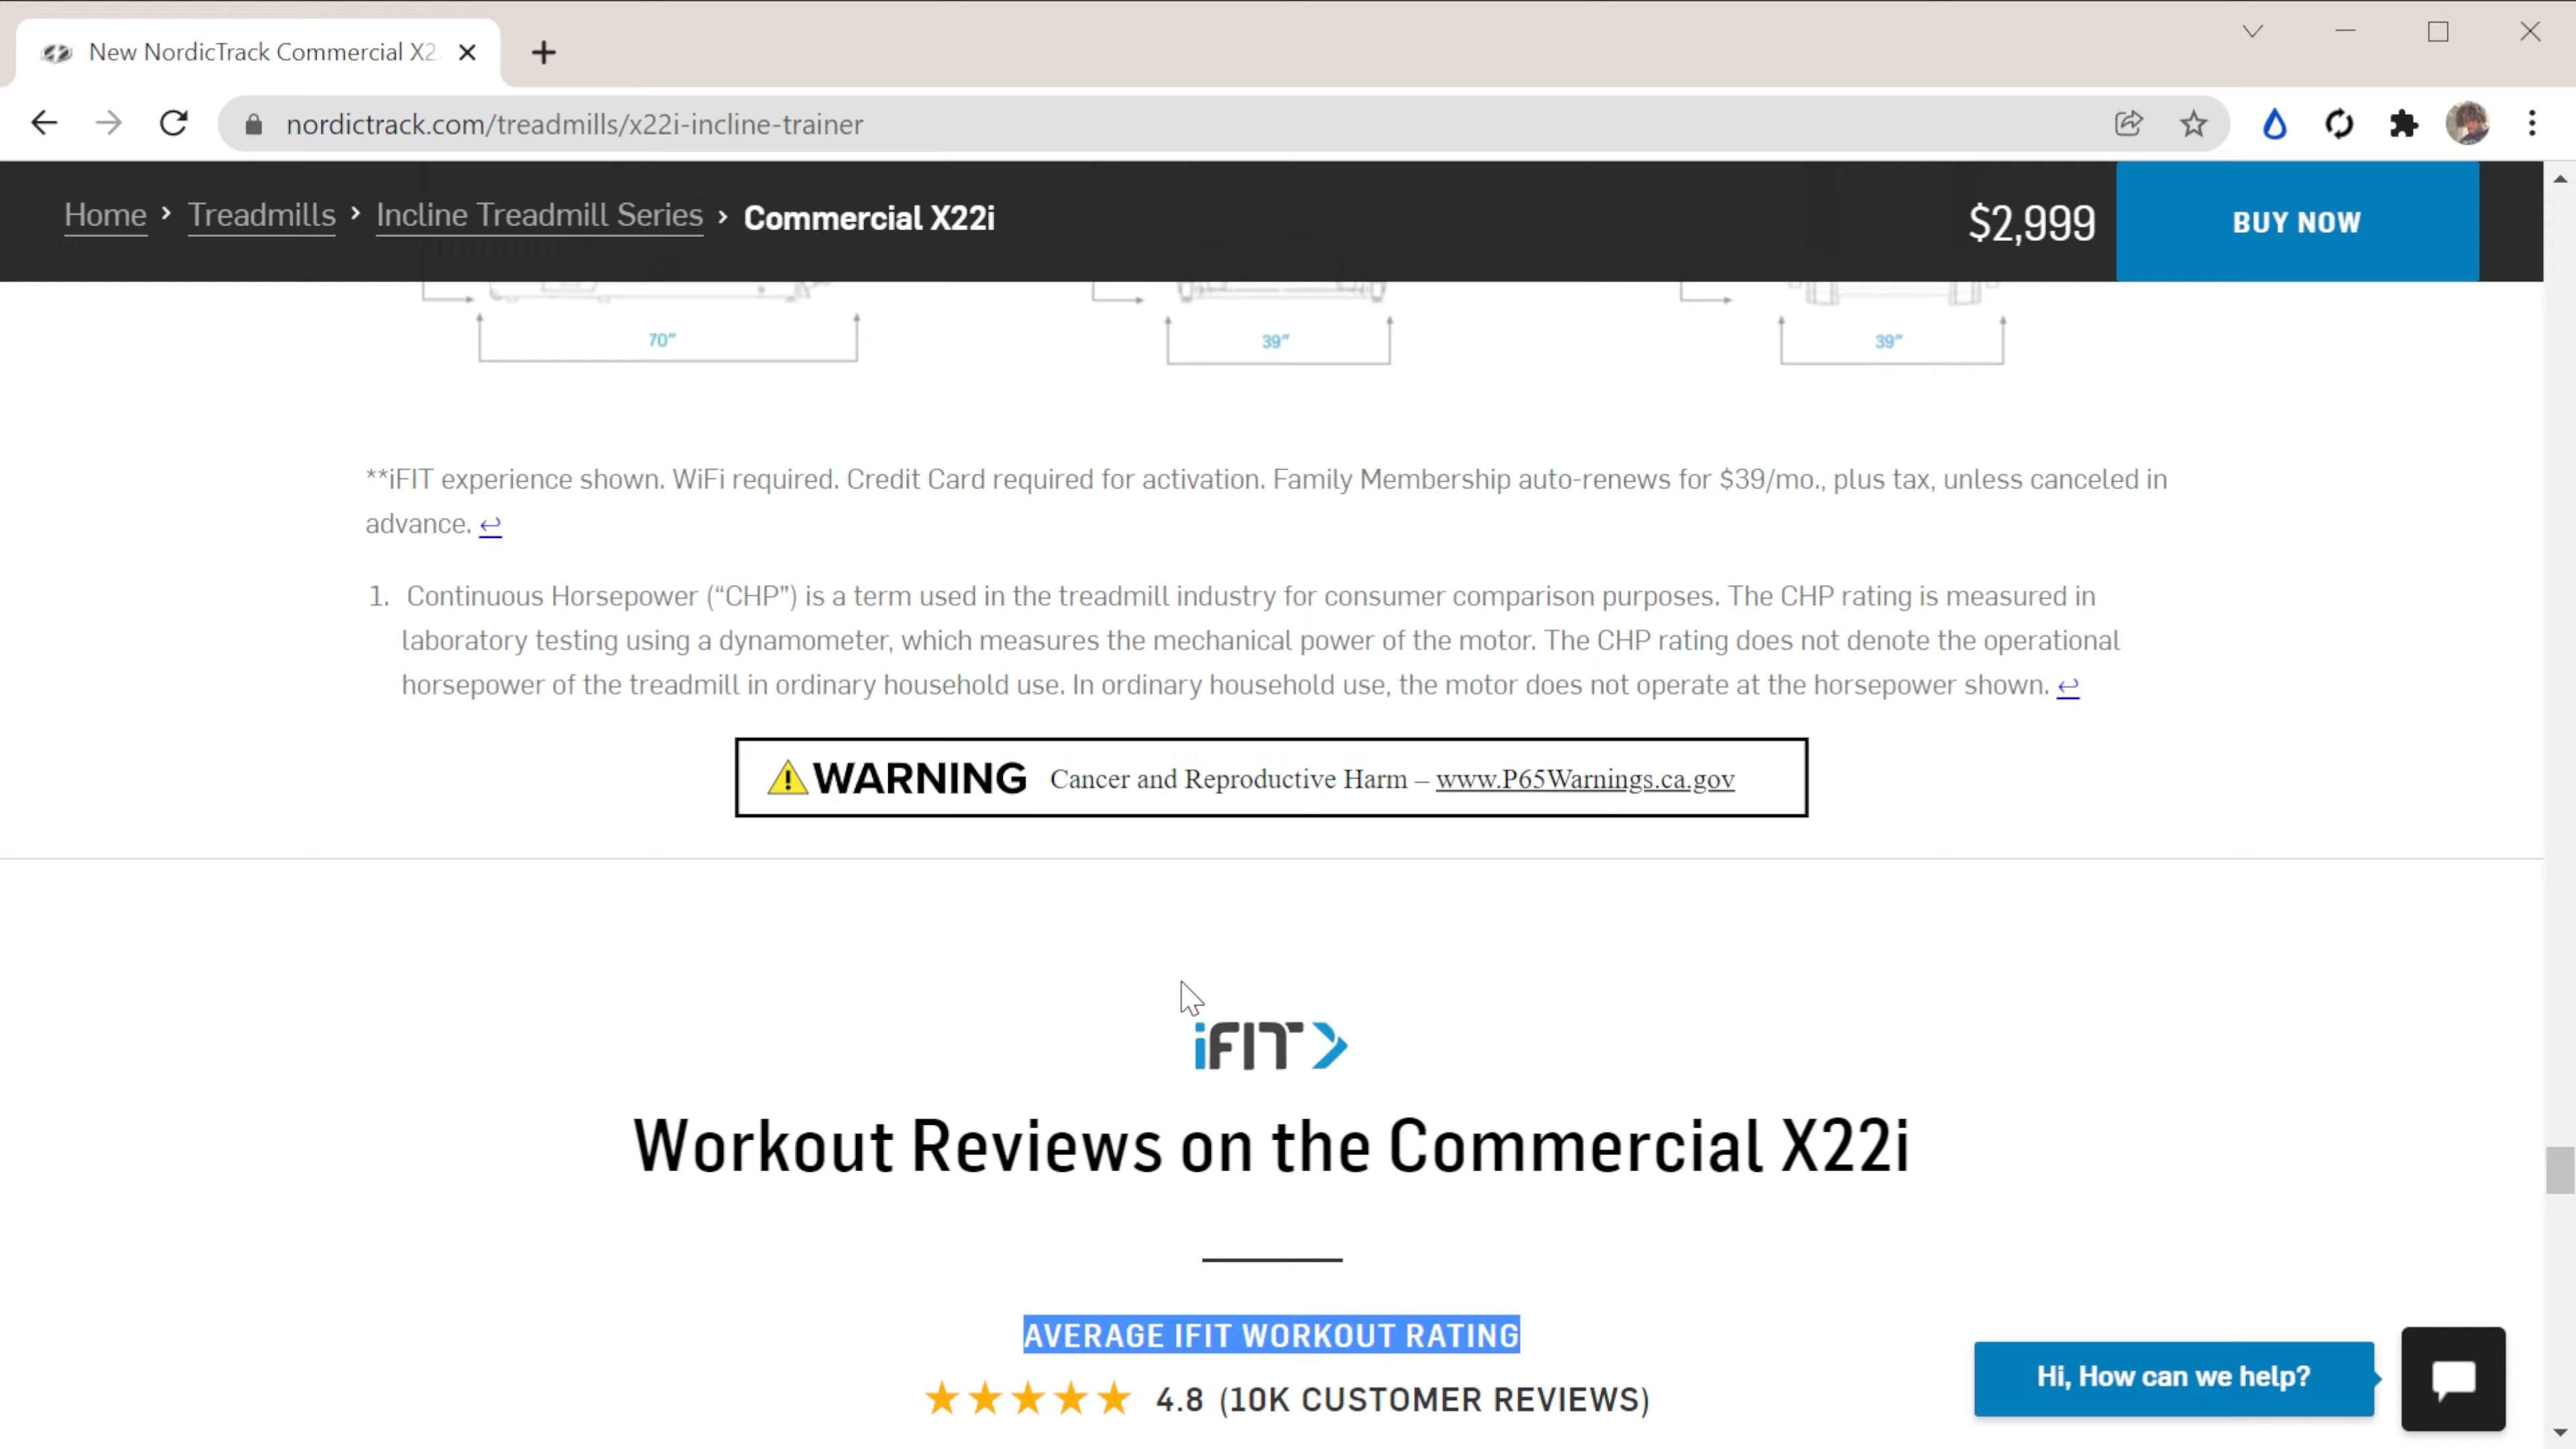 New NordicTrack Commercial X2
nordictrack.com/treadmills/x22i-incline-trainer
Home › Treadmills › Incline Treadmill Series › Commercial X22i
$2,999
BUY NOW
70"
39"
39"
**iFIT experience shown. WiFi required. Credit Card required for activation. Family Membership auto-renews for $39/mo., plus tax, unless canceled in
advance. ↩
1. Continuous Horsepower (“CHP") is a term used in the treadmill industry for consumer comparison purposes. The CHP rating is measured in
laboratory testing using a dynamometer, which measures the mechanical power of the motor. The CHP rating does not denote the operational
horsepower of the treadmill in ordinary household use. In ordinary household use, the motor does not operate at the horsepower shown. ↩
WARNING Cancer and Reproductive Harm – www.P65Warnings.ca.gov
iFIT
Workout Reviews on the Commercial X22i
AVERAGE IFIT WORKOUT RATING
4.8 (10K CUSTOMER REVIEWS)
Hi, How can we help?